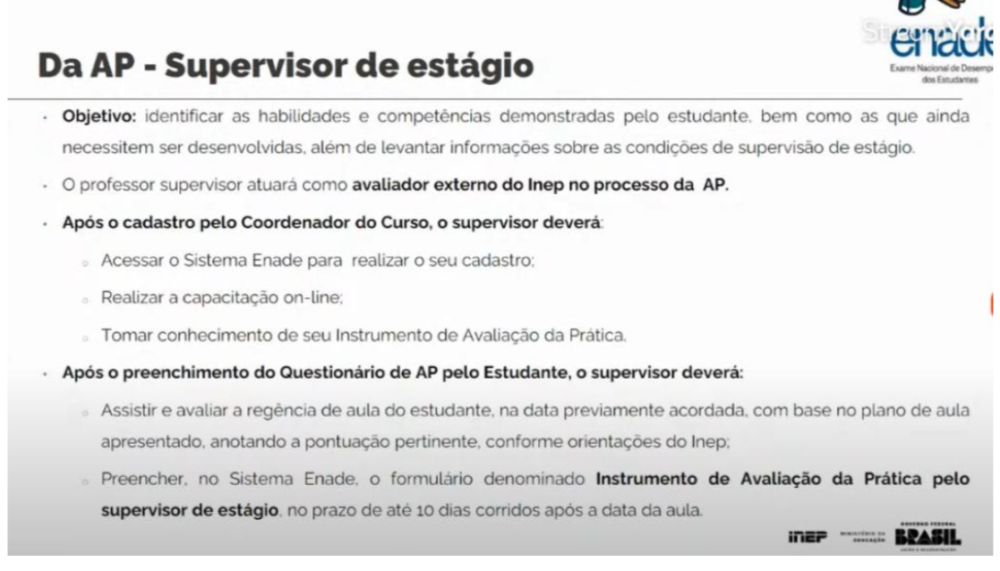 StreamYard
enade
Exame Nacional de Desemp
dos Estudantes
Da AP - Supervisor de estágio
• Objetivo: identificar as habilidades e competências demonstradas pelo estudante, bem como as que ainda
necessitem ser desenvolvidas, além de levantar informações sobre as condições de supervisão de estágio.
• O professor supervisor atuará como avaliador externo do Inep no processo da AP.
• Após o cadastro pelo Coordenador do Curso, o supervisor deverá:
○ Acessar o Sistema Enade para realizar o seu cadastro;
○ Realizar a capacitação on-line;
○ Tomar conhecimento de seu Instrumento de Avaliação da Prática.
• Após o preenchimento do Questionário de AP pelo Estudante, o supervisor deverá:
○ Assistir e avaliar a regência de aula do estudante, na data previamente acordada, com base no plano de aula
apresentado, anotando a pontuação pertinente, conforme orientações do Inep;
○ Preencher, no Sistema Enade, o formulário denominado Instrumento de Avaliação da Prática pelo
supervisor de estágio, no prazo de até 10 dias corridos após a data da aula.
inep
MINISTÉRIO DA
EDUCAÇÃO
GOVERNO FEDERAL
BRASIL
UNIÃO E RECONSTRUÇÃO